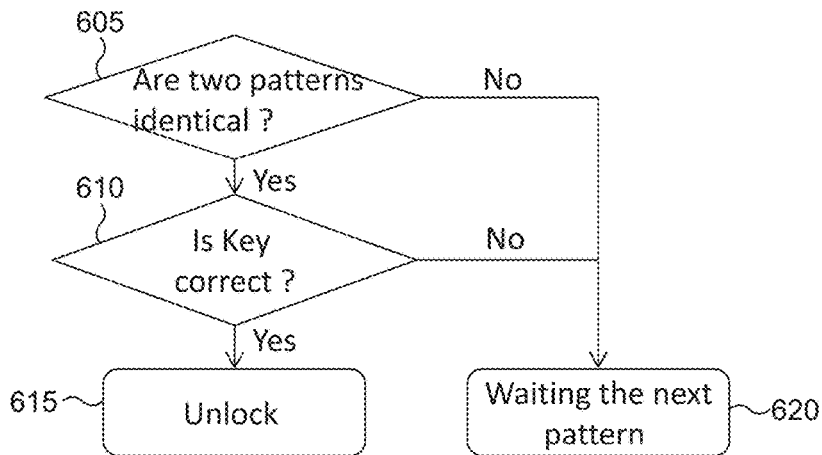 605
Are two patterns
identical ?
No
Yes
610
Is Key
correct ?
No
Yes
615
Unlock
Waiting the next
pattern
620